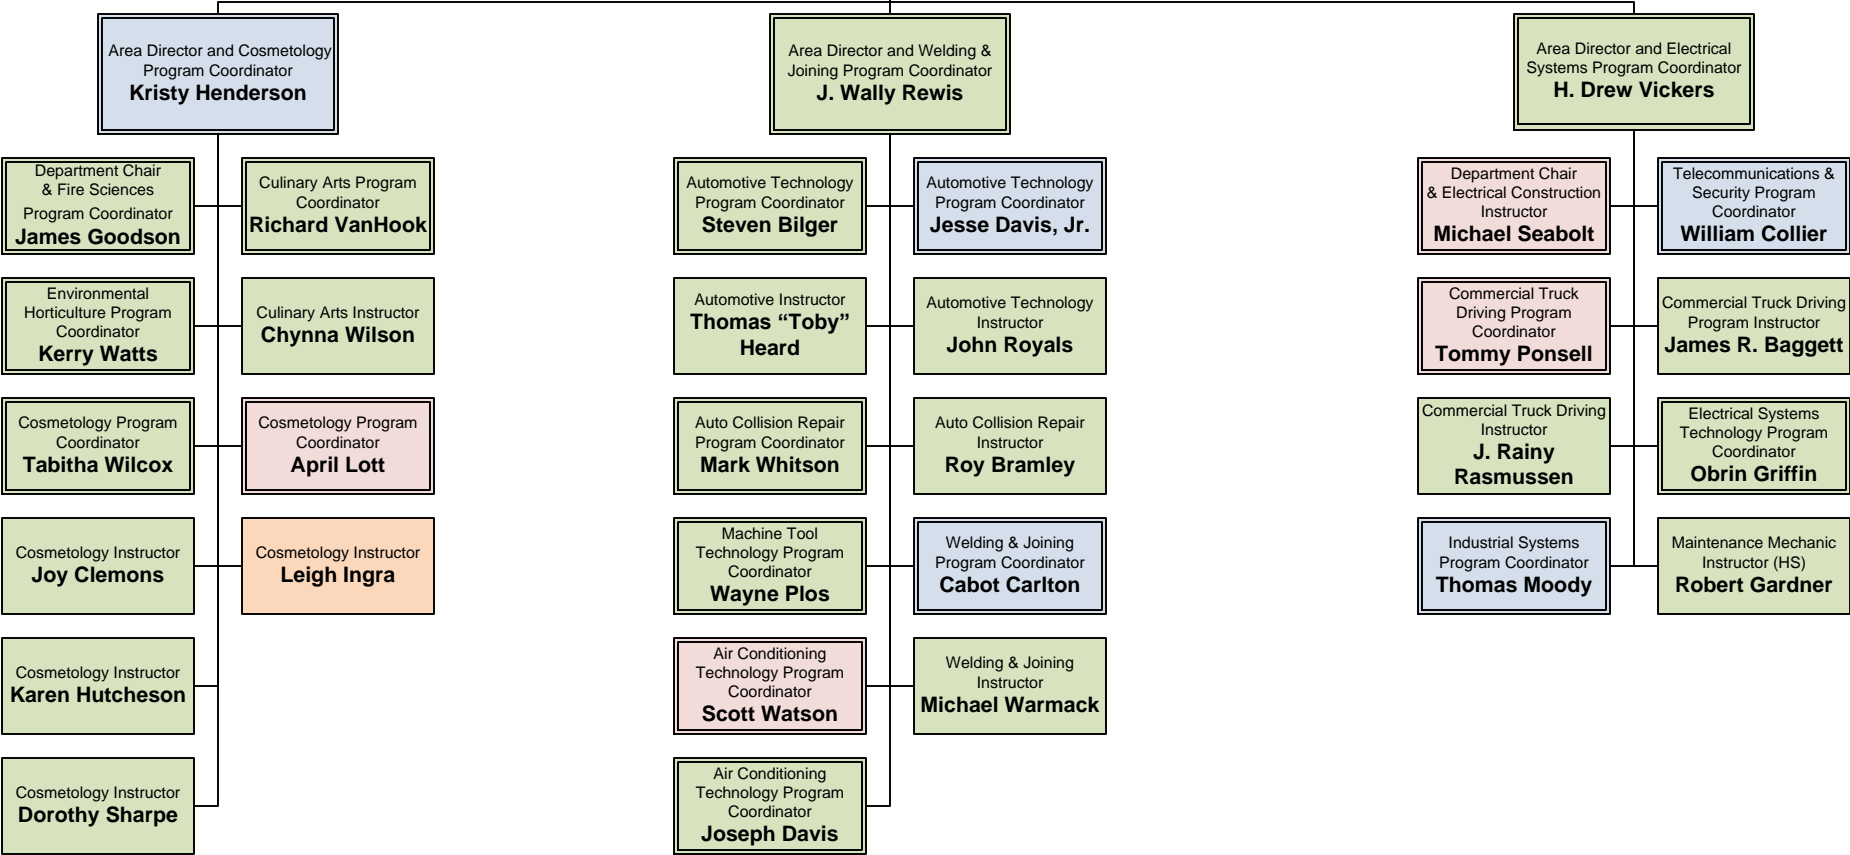 Area Director and Cosmetology
Program Coordinator
Kristy Henderson
Area Director and Welding &
Joining Program Coordinator
J. Wally Rewis
Area Director and Electrical
Systems Program Coordinator
H. Drew Vickers
Department Chair
& Fire Sciences
Program Coordinator
James Goodson
Culinary Arts Program
Coordinator
Richard VanHook
Automotive Technology
Program Coordinator
Steven Bilger
Automotive Technology
Program Coordinator
Jesse Davis, Jr.
Department Chair
& Electrical Construction
Instructor
Michael Seabolt
Telecommunications &
Security Program
Coordinator
William Collier
Environmental
Horticulture Program
Coordinator
Kerry Watts
Culinary Arts Instructor
Chynna Wilson
Automotive Instructor
Thomas “Toby”
Heard
Automotive Technology
Instructor
John Royals
Commercial Truck
Driving Program
Coordinator
Tommy Ponsell
Commercial Truck Driving
Program Instructor
James R. Baggett
Cosmetology Program
Coordinator
Tabitha Wilcox
Cosmetology Program
Coordinator
April Lott
Auto Collision Repair
Program Coordinator
Mark Whitson
Auto Collision Repair
Instructor
Roy Bramley
Commercial Truck Driving
Instructor
J. Rainy
Rasmussen
Electrical Systems
Technology Program
Coordinator
Obrin Griffin
Cosmetology Instructor
Joy Clemons
Cosmetology Instructor
Leigh Ingra
Machine Tool
Technology Program
Coordinator
Wayne Plos
Welding & Joining
Program Coordinator
Cabot Carlton
Industrial Systems
Program Coordinator
Thomas Moody
Maintenance Mechanic
Instructor (HS)
Robert Gardner
Cosmetology Instructor
Karen Hutcheson
Air Conditioning
Technology Program
Coordinator
Scott Watson
Welding & Joining
Instructor
Michael Warmack
Cosmetology Instructor
Dorothy Sharpe
Air Conditioning
Technology Program
Coordinator
Joseph Davis